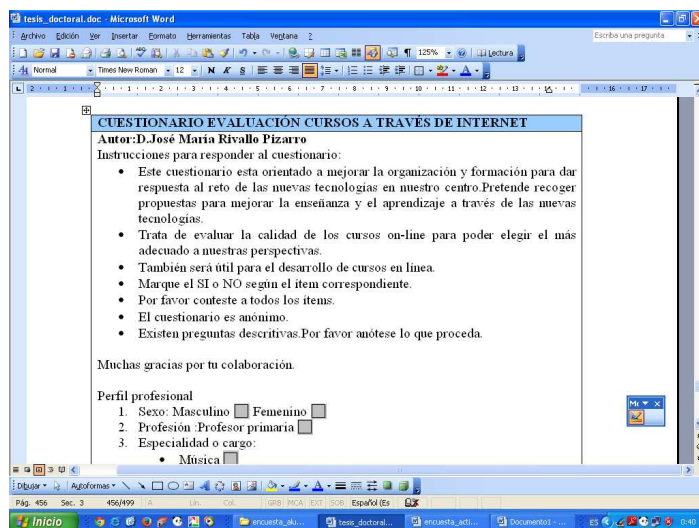 tesis_doctoral.doc - Microsoft Word
Archivo Edición Ver Insertar Formato Herramientas Tabla Ventana ?
Escriba una pregunta
Normal Times New Roman 12 N K S
125% Lectura
CUESTIONARIO EVALUACIÓN CURSOS A TRAVÉS DE INTERNET
Autor:D.José María Rivallo Pizarro
Instrucciones para responder al cuestionario:
• Este cuestionario esta orientado a mejorar la organización y formación para dar
respuesta al reto de las nuevas tecnologías en nuestro centro.Pretende recoger
propuestas para mejorar la enseñanza y el aprendizaje a través de las nuevas
tecnologías.
• Trata de evaluar la calidad de los cursos on-line para poder elegir el más
adecuado a nuestras perspectivas.
• También será útil para el desarrollo de cursos en línea.
• Marque el SI o NO según el ítem correspondiente.
• Por favor conteste a todos los ítems.
• El cuestionario es anónimo.
• Existen preguntas descritivas.Por favor anótese lo que proceda.
Muchas gracias por tu colaboración.
Perfil profesional
1. Sexo: Masculino Femenino
2. Profesión :Profesor primaria
3. Especialidad o cargo:
• Música
Dibujar Autoformas
Pág. 456 Sec. 3 456/499 A Lín. Col. GRB MCA EXT SOB Español (Es
Inicio encuesta_alu... tesis_doctoral... encuesta_acti... Documento1 - ... ES 0:40